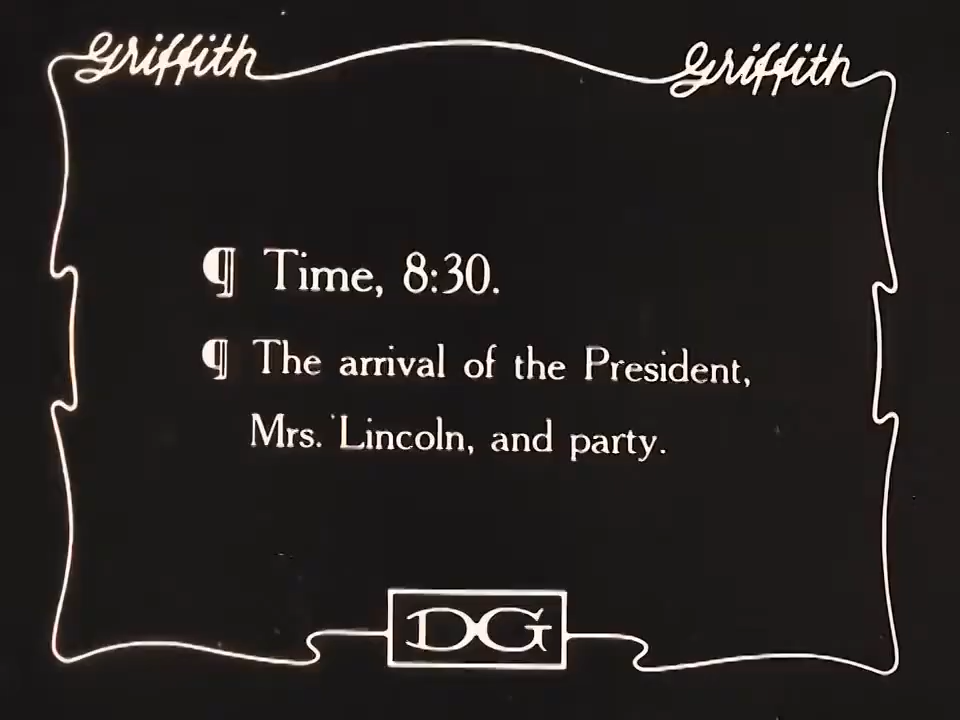 Griffith Griffith
¶ Time, 8:30.
¶ The arrival of the President,
Mrs. Lincoln, and party.
DG